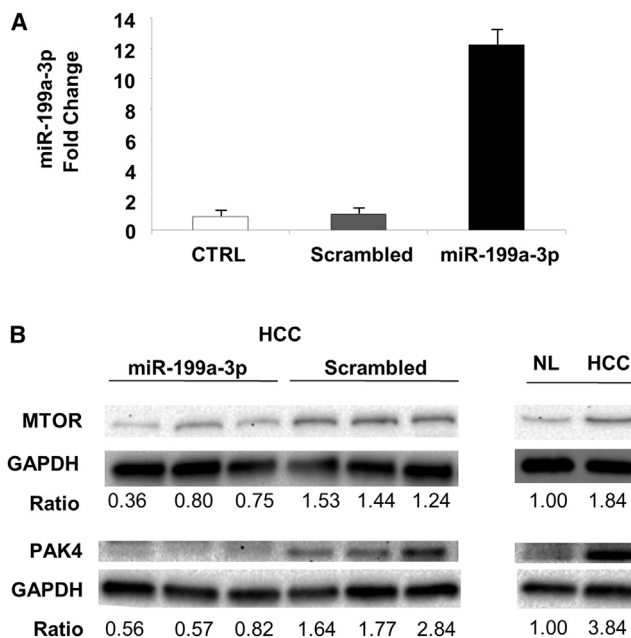 A
miR-199a-3p
Fold Change
14
12
10
8
6
4
2
0
CTRL Scrambled miR-199a-3p
B
HCC
miR-199a-3p Scrambled NL HCC
MTOR
GAPDH
Ratio 0.36 0.80 0.75 1.53 1.44 1.24 1.00 1.84
PAK4
GAPDH
Ratio 0.56 0.57 0.82 1.64 1.77 2.84 1.00 3.84